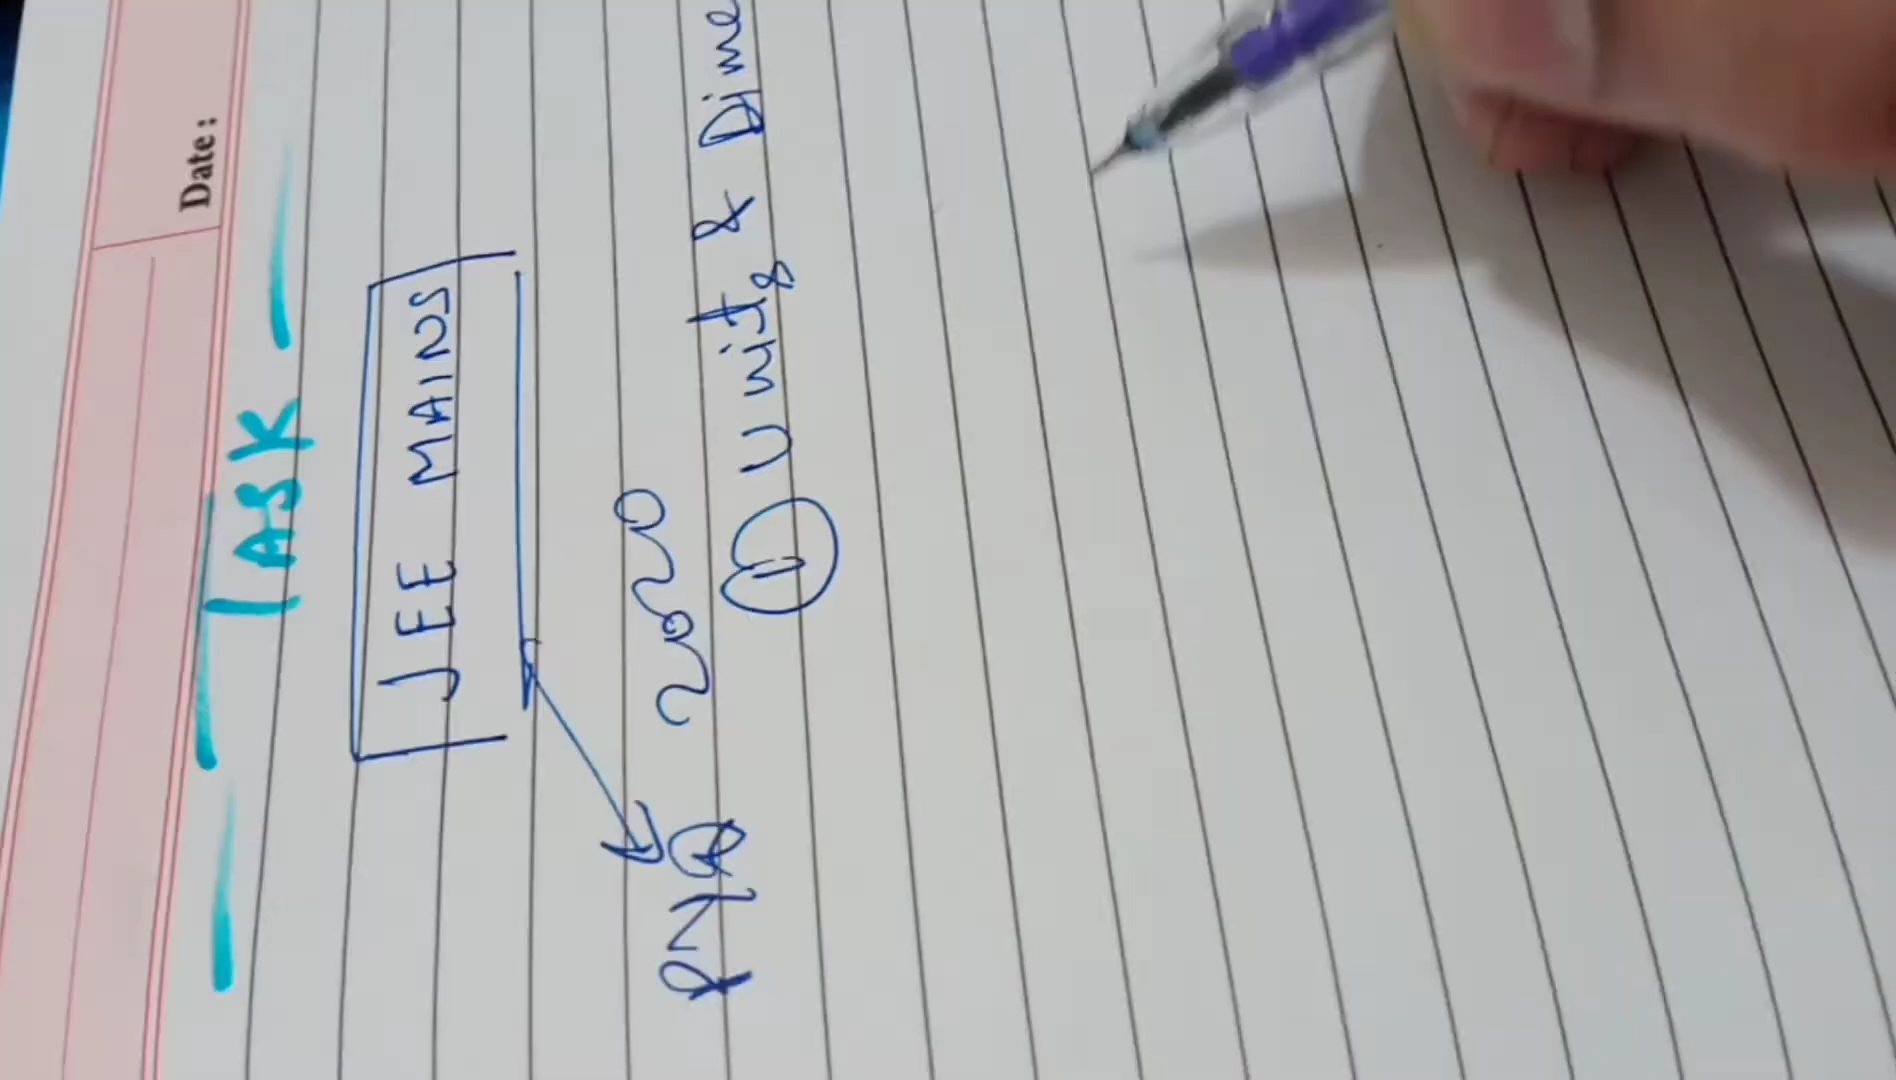 Date:
TASK
JEE MAINS
PYQ 2020
(1) Units & Dime